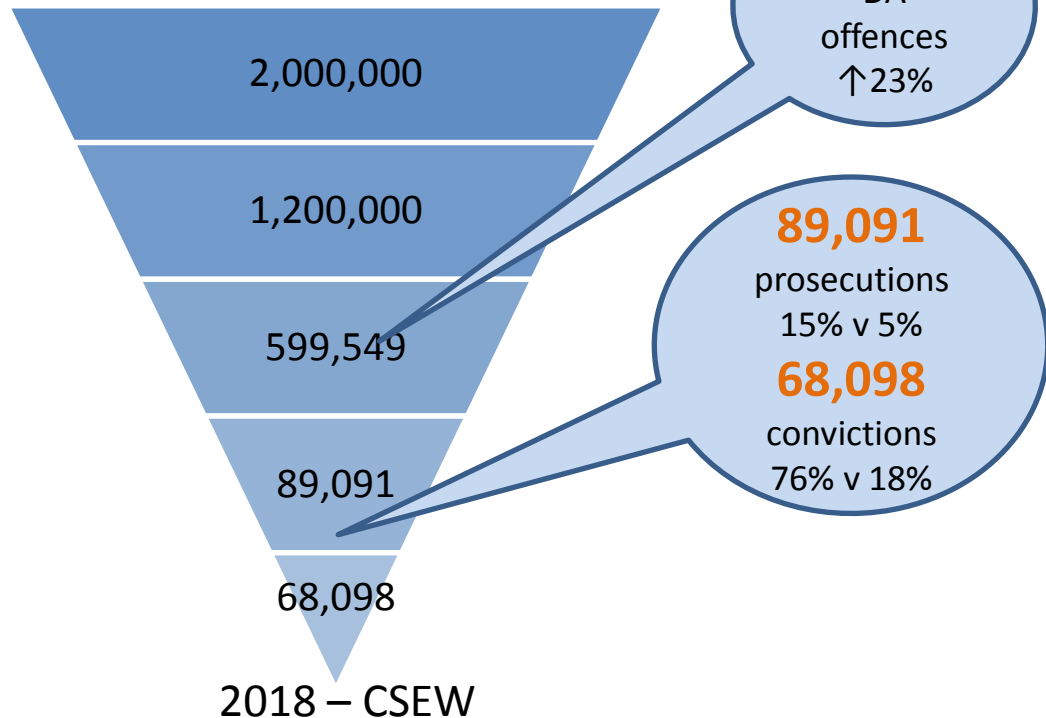 2,000,000
1,200,000
599,549
89,091
68,098
2018 – CSEW
offences
↑23%
89,091
prosecutions
15% v 5%
68,098
convictions
76% v 18%